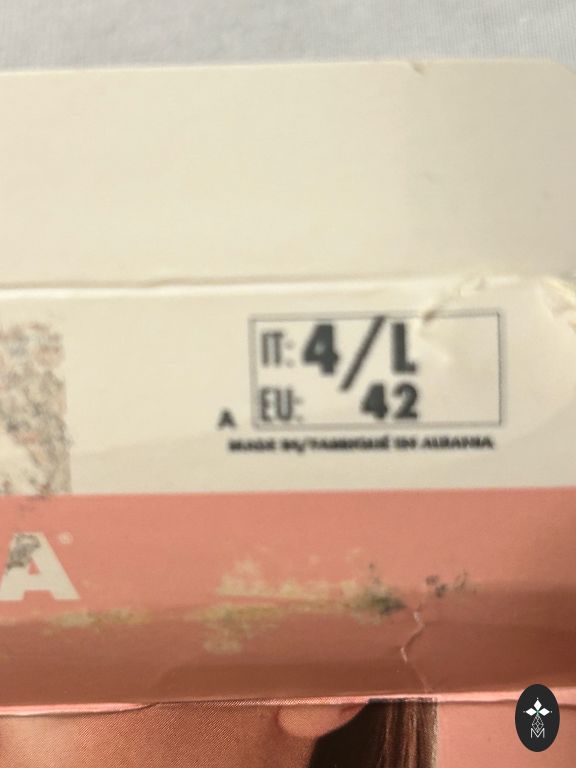 IT: 4/L
EU: 42
A
MADE IN/FABRIQUÉ EN ALBANIA
A®
M